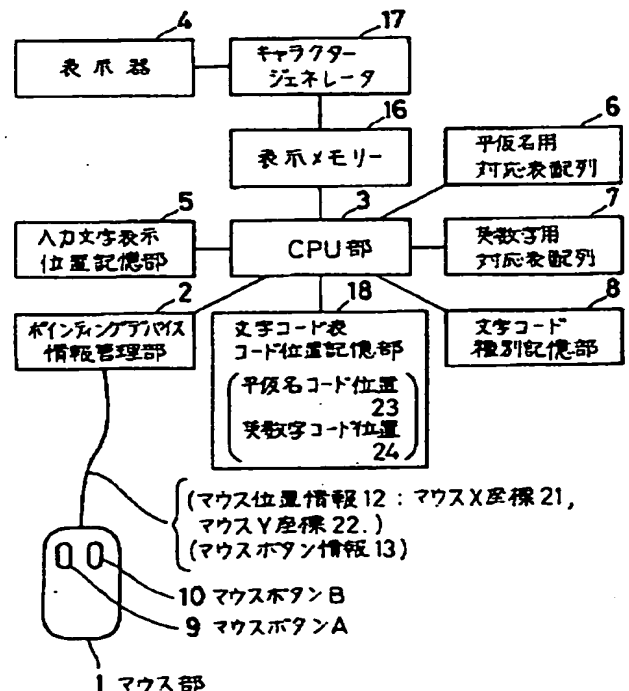 4
表示器
17
キャラクター
ジェネレータ
16
表示メモリー
6
平仮名用
対応表配列
5
入力文字表示
位置記憶部
3
CPU部
7
英数字用
対応表配列
2
ポインティングデバイス
情報管理部
18
文字コード表
コード位置記憶部
(平仮名コード位置
23
英数字コード位置
24)
8
文字コード
種別記憶部
(マウス位置情報12:マウスX座標21,
マウスY座標22.)
(マウスボタン情報13)
10 マウスボタンB
9 マウスボタンA
1 マウス部